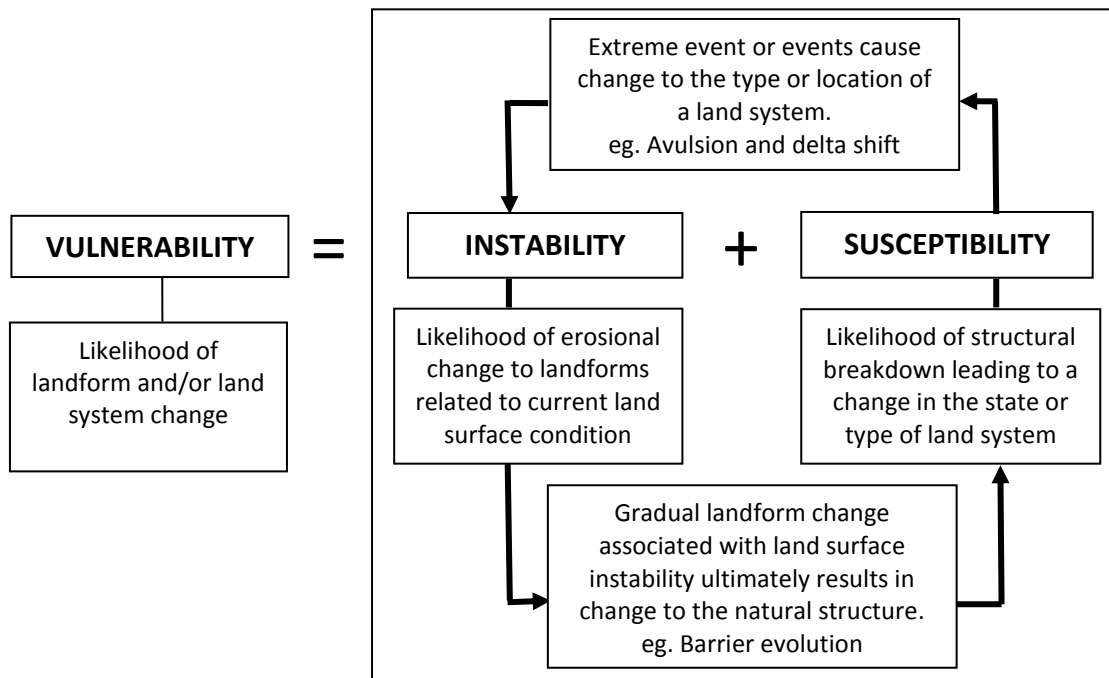 Extreme event or events cause
change to the type or location of
a land system.
eg. Avulsion and delta shift
VULNERABILITY = INSTABILITY + SUSCEPTIBILITY
Likelihood of
landform and/or land
system change
Likelihood of erosional
change to landforms
related to current land
surface condition
Likelihood of structural
breakdown leading to a
change in the state or
type of land system
Gradual landform change
associated with land surface
instability ultimately results in
change to the natural structure.
eg. Barrier evolution